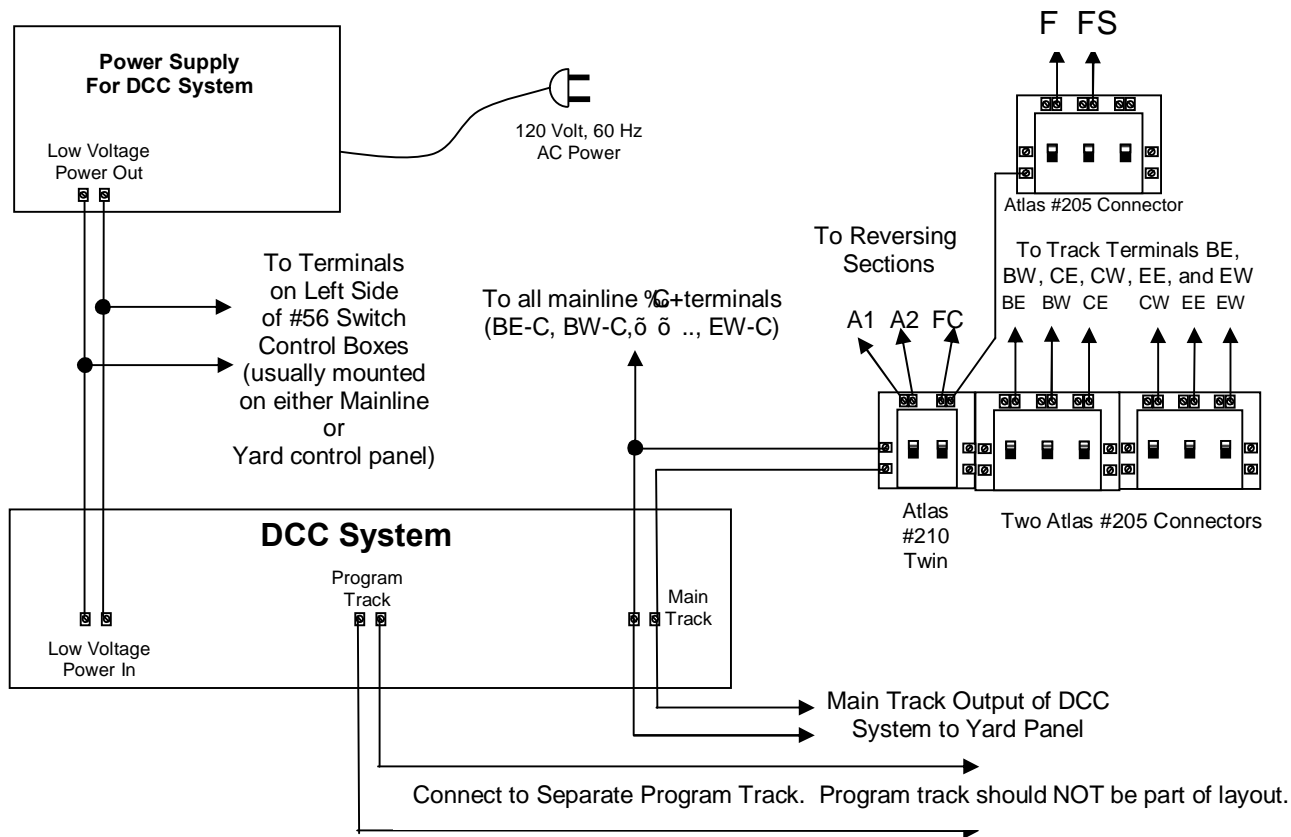 F FS
Power Supply
For DCC System
120 Volt, 60 Hz
AC Power
Low Voltage
Power Out
Atlas #205 Connector
To Terminals
on Left Side
of #56 Switch
Control Boxes
(usually mounted
on either Mainline
or
Yard control panel)
To all mainline ‰C+terminals
(BE-C, BW-C,õ õ .., EW-C)
To Reversing
Sections
A1 A2 FC
To Track Terminals BE,
BW, CE, CW, EE, and EW
BE BW CE CW EE EW
Atlas
#210
Twin
Two Atlas #205 Connectors
DCC System
Program
Track
Main
Track
Low Voltage
Power In
Main Track Output of DCC
System to Yard Panel
Connect to Separate Program Track. Program track should NOT be part of layout.